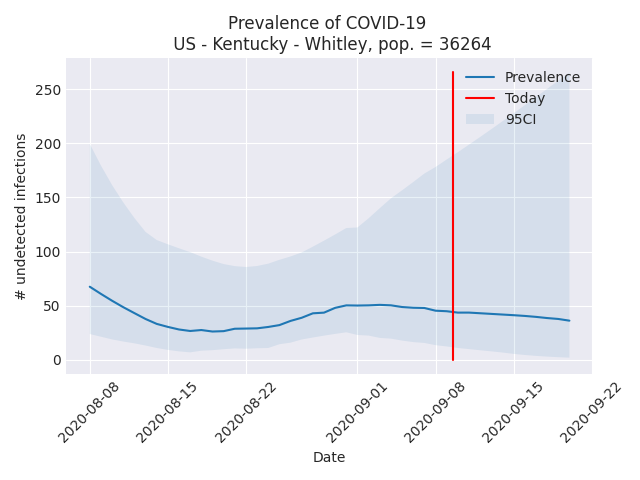 Prevalence of COVID-19
US - Kentucky - Whitley, pop. = 36264
Prevalence
Today
95CI
250
200
150
100
50
0
# undetected infections
2020-08-08
2020-08-15
2020-08-22
2020-09-01
2020-09-08
2020-09-15
2020-09-22
Date